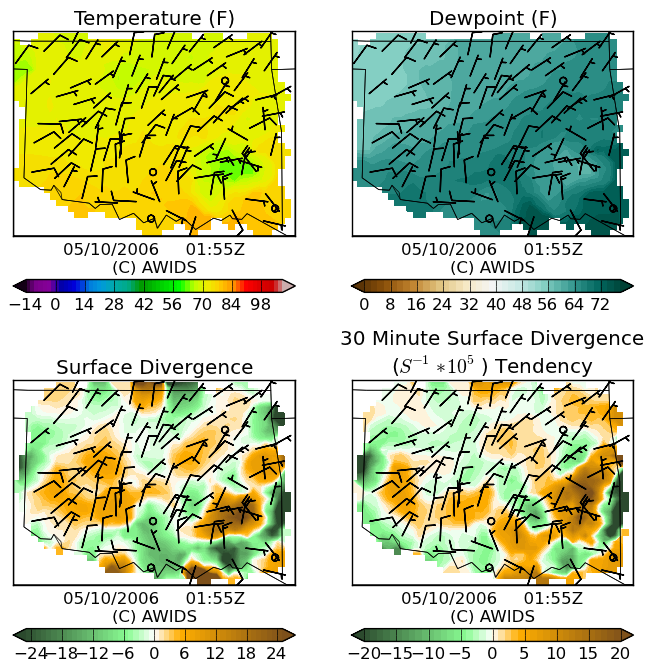 Temperature (F)
Dewpoint (F)
05/10/2006 01:55Z
(C) AWIDS
−14 0 14 28 42 56 70 84 98
05/10/2006 01:55Z
(C) AWIDS
0 8 16 24 32 40 48 56 64 72
Surface Divergence
30 Minute Surface Divergence
(S⁻¹ *10⁵ ) Tendency
05/10/2006 01:55Z
(C) AWIDS
−24 −18 −12 −6 0 6 12 18 24
05/10/2006 01:55Z
(C) AWIDS
−20 −15 −10 −5 0 5 10 15 20